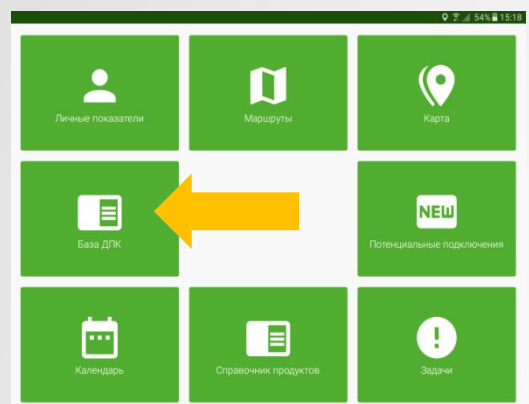 54% 15:18
Личные показатели
Маршруты
Карта
База ДПК
NEW
Потенциальные подключения
Календарь
Справочник продуктов
Задачи